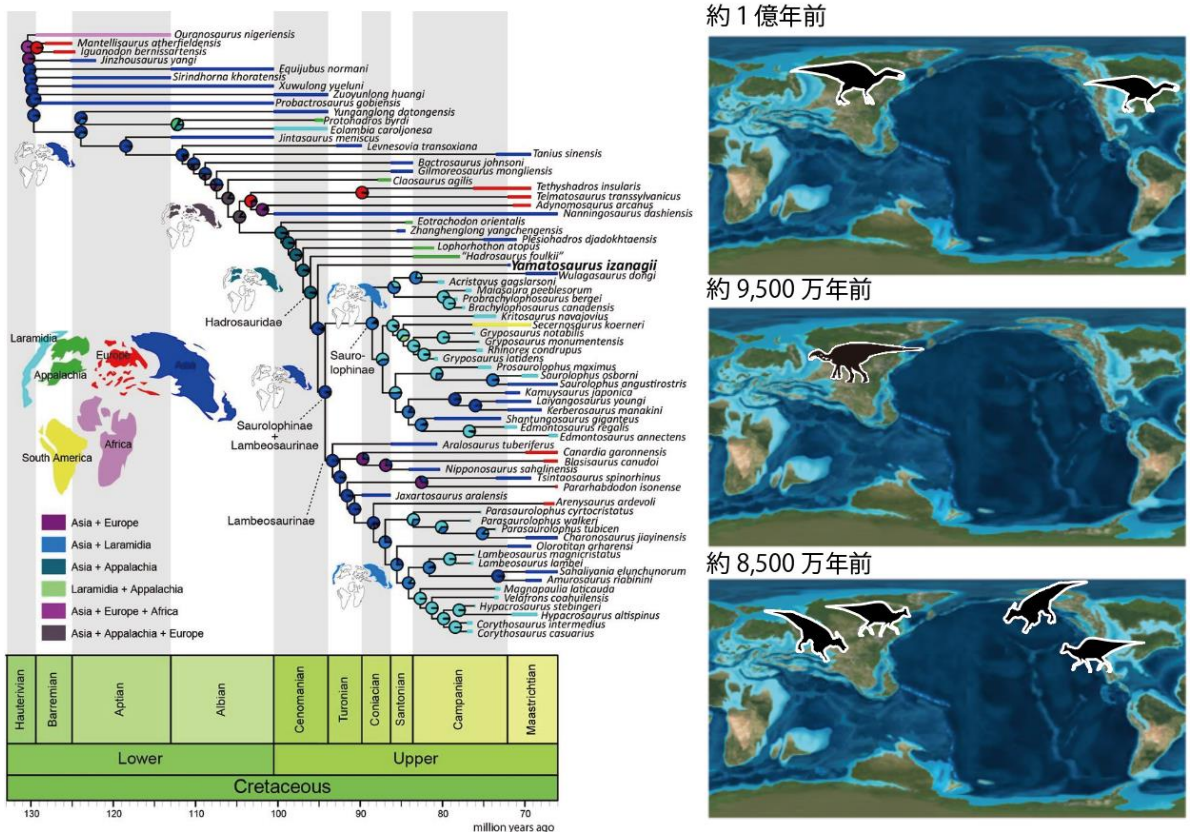 Ouranosaurus nigeriensis
Mantellisaurus atherfieldensis
Iguanodon bernissartensis
Jinzhousaurus yangi
Equijubus normani
Sirindhorna khoratensis
Xuwulong yueluni
Zuoyunlong huangi
Probactrosaurus gobiensis
Yunganglong datongensis
Protohadros byrdi
Eolambia caroljonesa
Jintasaurus meniscus
Levnesovia transoxiana
Tanius sinensis
Bactrosaurus johnsoni
Gilmoreosaurus mongliensis
Claosaurus agilis
Tethyshadros insularis
Telmatosaurus transsylvanicus
Adynomosaurus arcanus
Nanningosaurus dashiensis
Eotrachodon orientalis
Zhanghenglong yangchengensis
Plesiohadros djadokhtaensis
Lophorhothon atopus
"Hadrosaurus foulkii"
Yamatosaurus izanagii
Wulagasaurus dongi
Acristavus gagslarsoni
Maiasaura peeblesorum
Probrachylophosaurus bergei
Brachylophosaurus canadensis
Kritosaurus navajovius
Secernosaurus koerneri
Gryposaurus notabilis
Gryposaurus monumentensis
Rhinorex condrupus
Gryposaurus latidens
Prosaurolophus maximus
Saurolophus osborni
Saurolophus angustirostris
Kamuysaurus japonica
Laiyangosaurus youngi
Kerberosaurus manakini
Shantungosaurus giganteus
Edmontosaurus regalis
Edmontosaurus annectens
Aralosaurus tuberiferus
Canardia garonnensis
Blasisaurus canudoi
Nipponosaurus sahalinensis
Tsintaosaurus spinorhinus
Pararhabdodon isonense
Jaxartosaurus aralensis
Arenysaurus ardevoli
Parasaurolophus cyrtocristatus
Parasaurolophus walkeri
Parasaurolophus tubicen
Charonosaurus jiayinensis
Olorotitan arharensi
Lambeosaurus magnicristatus
Lambeosaurus lambei
Sahaliyania elunchunorum
Amurosaurus riabinini
Magnapaulia laticauda
Velafrons coahuilensis
Hypacrosaurus stebingeri
Hypacrosaurus altispinus
Corythosaurus intermedius
Corythosaurus casuarius
Hadrosauridae
Sauro-
lophinae
Saurolophinae
+
Lambeosaurinae
Lambeosaurinae
Laramidia
Appalachia
Europe
Asia
Africa
South America
Asia + Europe
Asia + Laramidia
Asia + Appalachia
Laramidia + Appalachia
Asia + Europe + Africa
Asia + Appalachia + Europe
Hauterivian
Barremian
Aptian
Albian
Cenomanian
Turonian
Coniacian
Santonian
Campanian
Maastrichtian
Lower
Upper
Cretaceous
130 120 110 100 90 80 70
million years ago
約 1 億年前
約 9,500 万年前
約 8,500 万年前